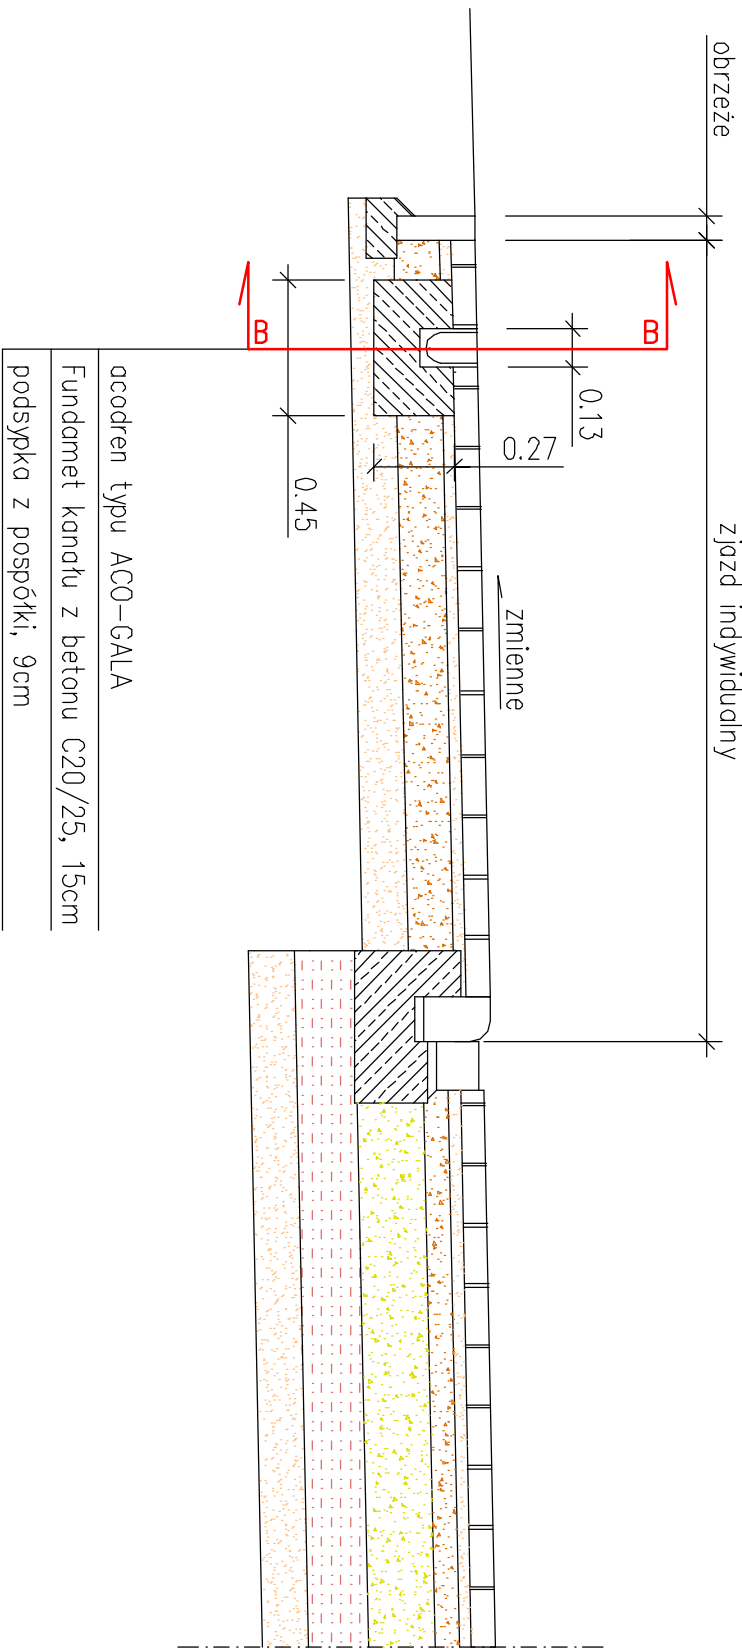 obrzeże
zjazd indywidualny
B
B
0.13
0.27
0.45
zmienne
acodren typu ACO-GALA
Fundamet kanału z betonu C20/25, 15cm
podsypka z pospółki, 9cm